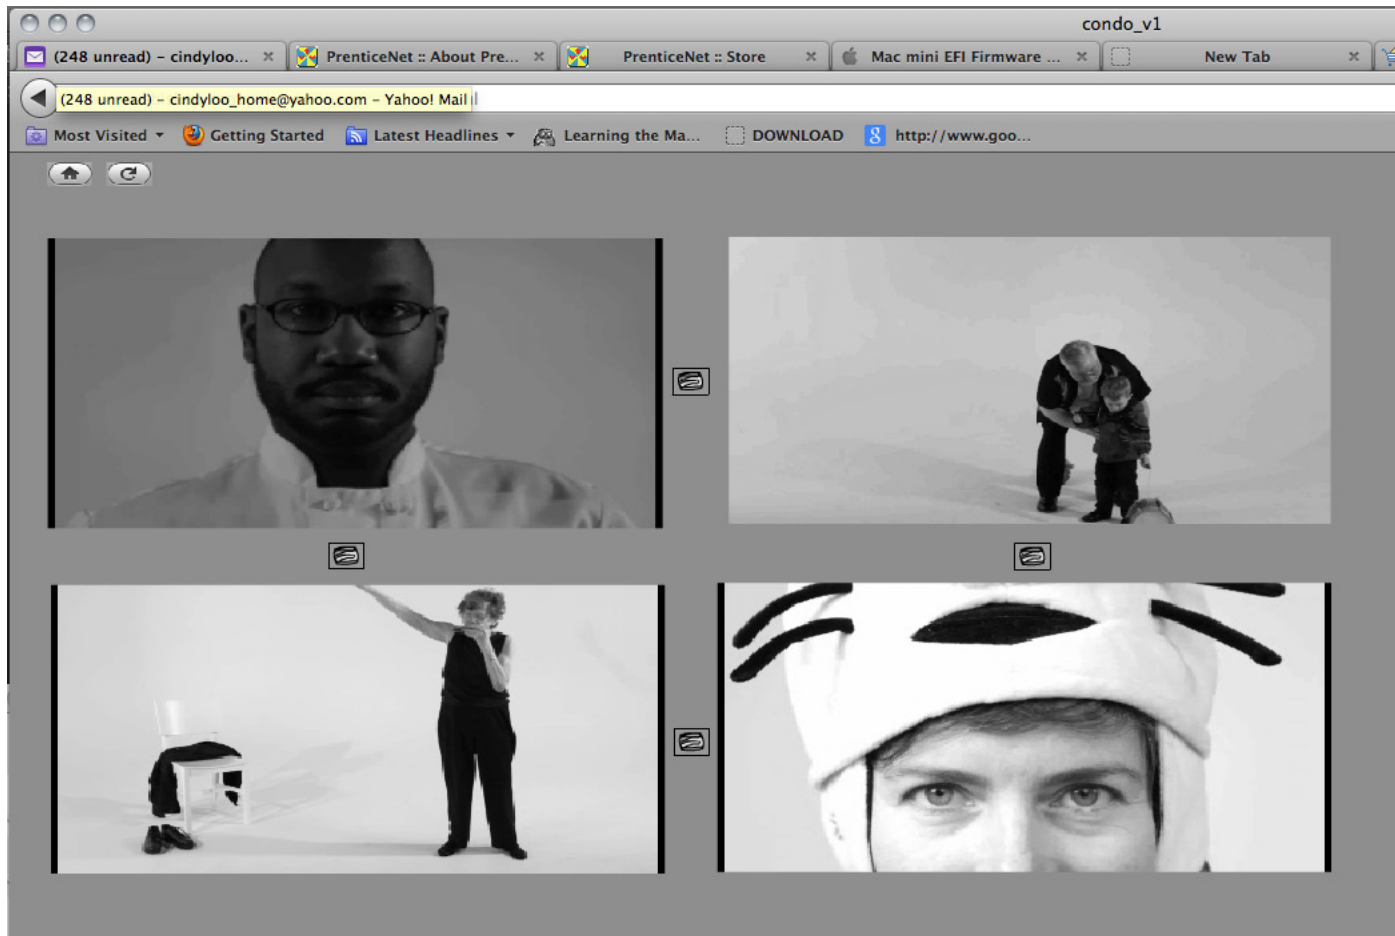 condo_v1
(248 unread) – cindyloo... PrenticeNet :: About Pre... PrenticeNet :: Store Mac mini EFI Firmware ... New Tab
(248 unread) – cindyloo_home@yahoo.com – Yahoo! Mail
Most Visited Getting Started Latest Headlines Learning the Ma... DOWNLOAD http://www.goo...